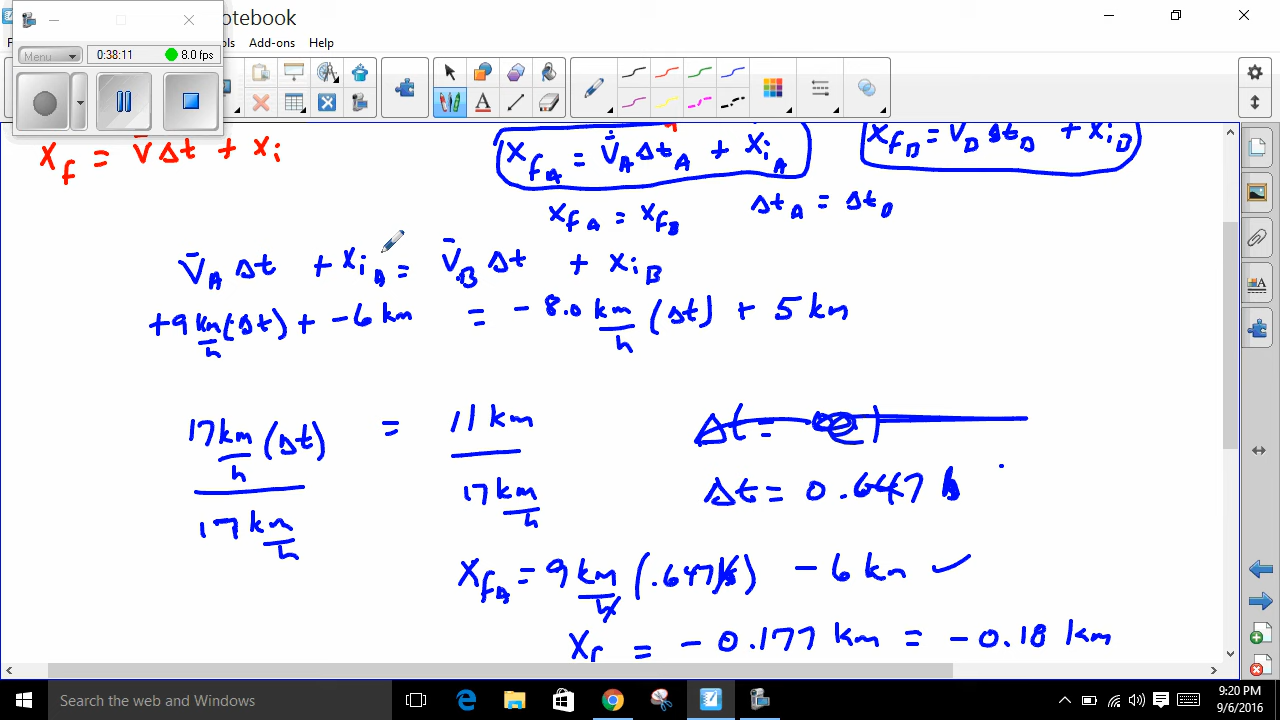 otebook
ols Add-ons Help
Menu 0:38:11 8.0 fps
X_f = V̄Δt + X_i
X_fA = V̄_A Δt_A + X_iA
X_fB = V_B Δt_B + X_iB
X_fA = X_fB Δt_A = Δt_B
V̄_A Δt + X_iA = V̄_B Δt + X_iB
+9 km/h (Δt) + -6 km = -8.0 km/h (Δt) + 5 km
17 km/h (Δt) = 11 km
17 km/h 17 km/h
Δt =
Δt = 0.647 h
X_fA = 9 km/h (.647 h) - 6 km ✓
X_f = -0.177 km = -0.18 km
Search the web and Windows
9:20 PM
9/6/2016